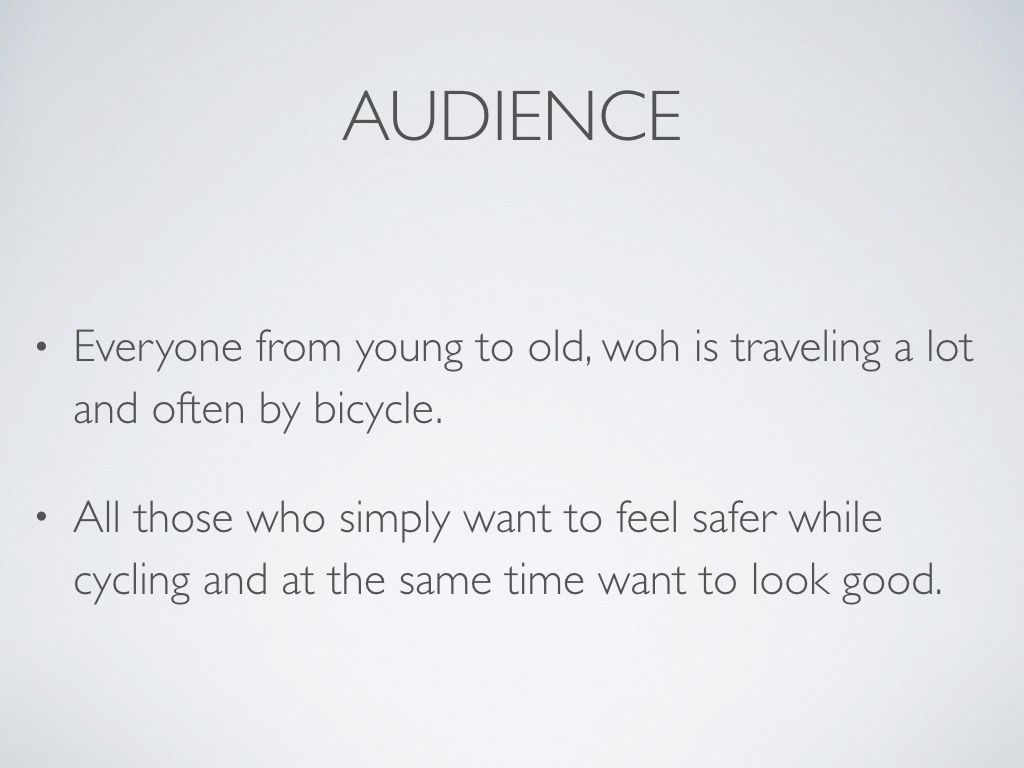 AUDIENCE
• Everyone from young to old, woh is traveling a lot
and often by bicycle.
• All those who simply want to feel safer while
cycling and at the same time want to look good.